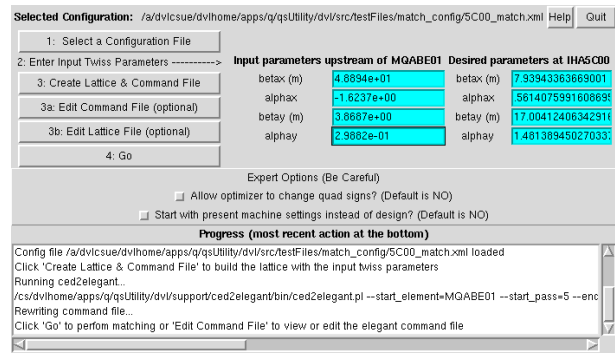 Selected Configuration: /a/dvlcsue/dvlhome/apps/q/qsUtility/dvl/src/testFiles/match_config/5C00_match.xml Help Quit
1: Select a Configuration File
2: Enter Input Twiss Parameters ----------> Input parameters upstream of MQABE01 Desired parameters at IHA5C00
betax (m) 4.8894e+01 betax (m) 7.93943363669001
3: Create Lattice & Command File
alphax -1.6237e+00 alphax .5614075991608695
3a: Edit Command File (optional)
betay (m) 3.8687e+00 betay (m) 17.0041240634291
3b: Edit Lattice File (optional)
alphay 2.9882e-01 alphay 1.481389450270333
4: Go
Expert Options (Be Careful)
Allow optimizer to change quad signs? (Default is NO)
Start with present machine settings instead of design? (Default is NO)
Progress (most recent action at the bottom)
Config file /a/dvlcsue/dvlhome/apps/q/qsUtility/dvl/src/testFiles/match_config/5C00_match.xml loaded
Click 'Create Lattice & Command File' to build the lattice with the input twiss parameters
Running ced2elegant...
/cs/dvlhome/apps/q/qsUtility/dvl/support/ced2elegant/bin/ced2elegant.pl --start_element=MQABE01 --start_pass=5 --enc
Rewriting command file...
Click 'Go' to perfom matching or 'Edit Command File' to view or edit the elegant command file